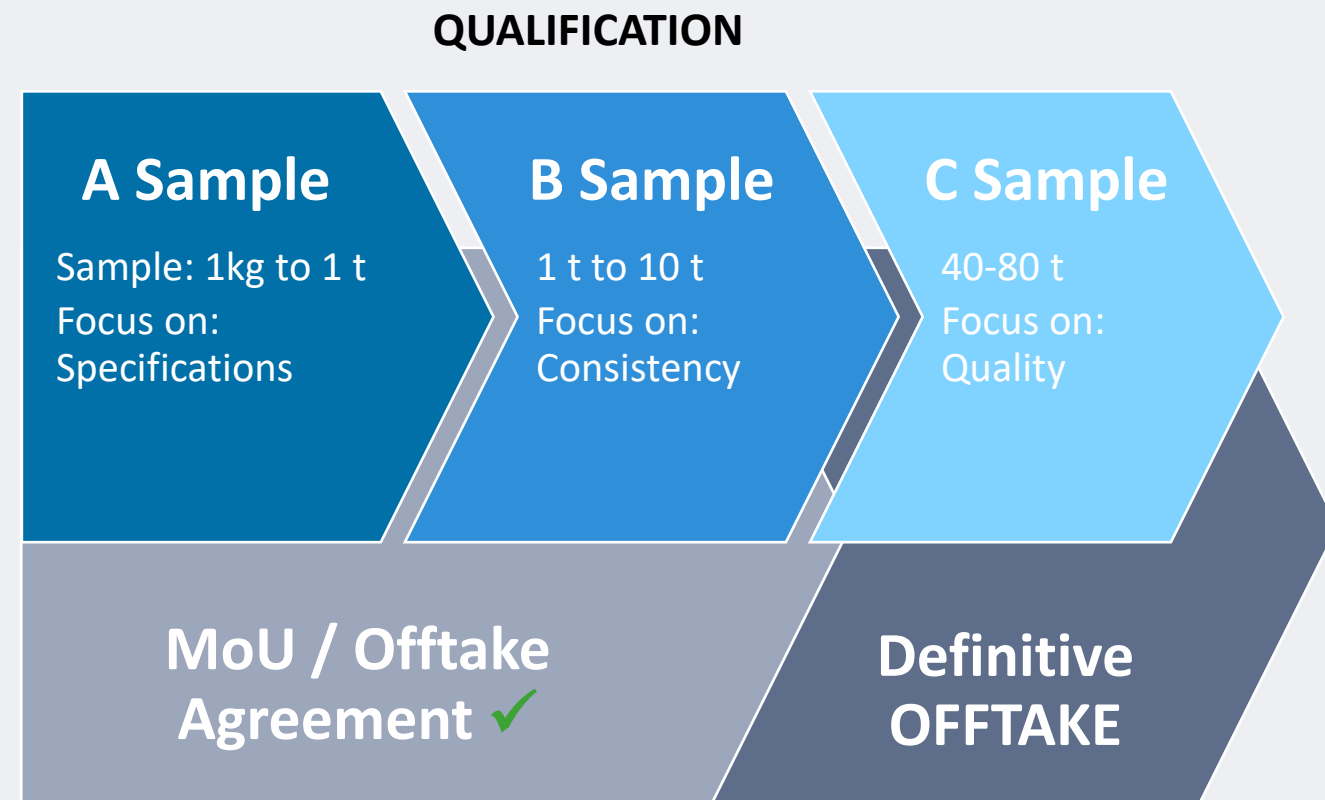 QUALIFICATION
A Sample
Sample: 1kg to 1 t
Focus on:
Specifications
B Sample
1 t to 10 t
Focus on:
Consistency
C Sample
40-80 t
Focus on:
Quality
MoU / Offtake
Agreement ✓
Definitive
OFFTAKE